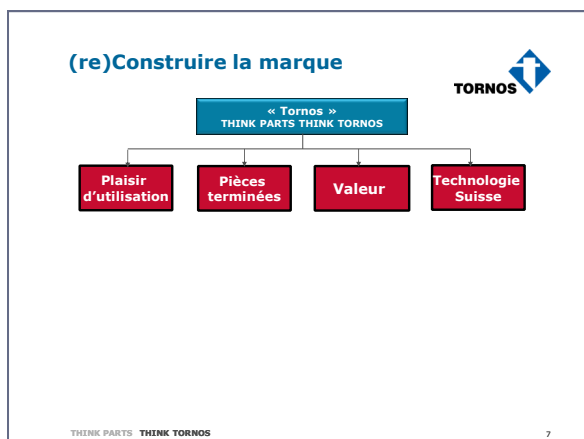 (re)Construire la marque
TORNOS
« Tornos »
THINK PARTS THINK TORNOS
Plaisir
d'utilisation
Pièces
terminées
Valeur
Technologie
Suisse
THINK PARTS THINK TORNOS
7